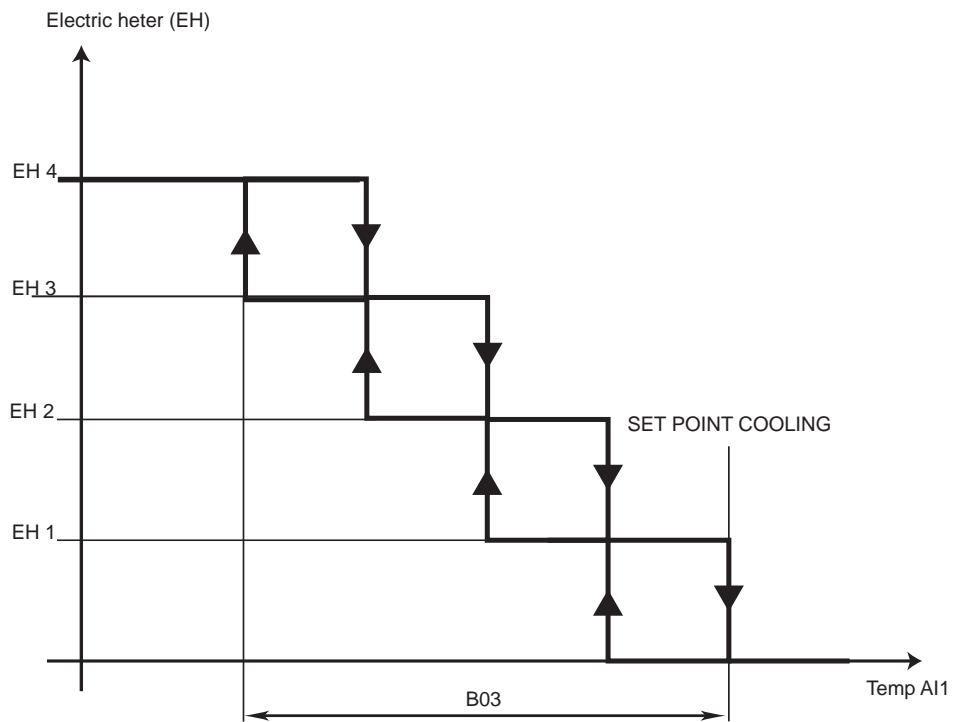 Electric heter (EH)
EH 4
EH 3
EH 2
SET POINT COOLING
EH 1
Temp AI1
B03